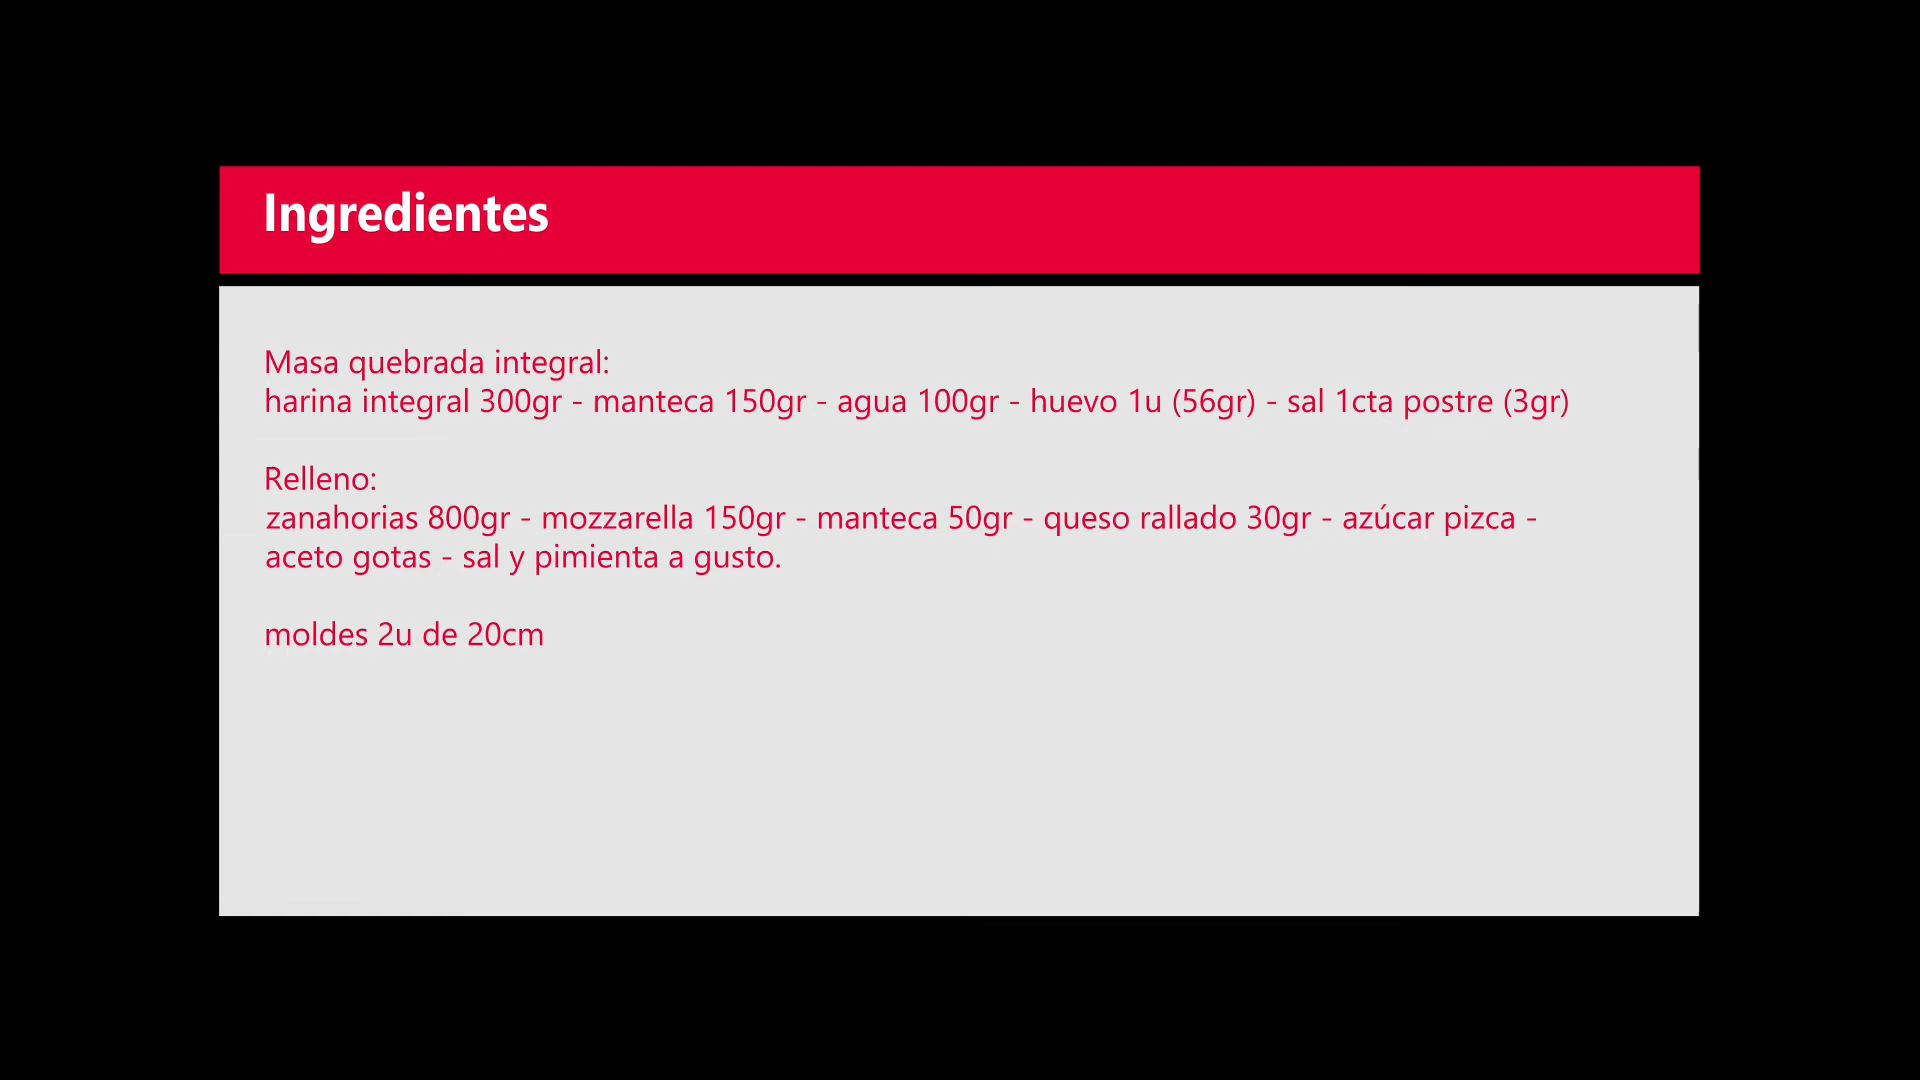 Ingredientes
Masa quebrada integral:
harina integral 300gr - manteca 150gr - agua 100gr - huevo 1u (56gr) - sal 1cta postre (3gr)
Relleno:
zanahorias 800gr - mozzarella 150gr - manteca 50gr - queso rallado 30gr - azúcar pizca -
aceto gotas - sal y pimienta a gusto.
moldes 2u de 20cm